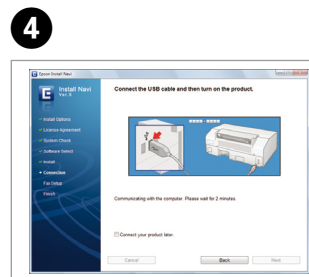 4
Epson Install Navi
Install Navi
Ver. X
Connect the USB cable and then turn on the product.
Install Options
License Agreement
System Check
Software Select
Install
Connection
Fax Setup
Finish
Communicating with the computer. Please wait for 2 minutes.
Connect your product later.
Cancel
Back
Next